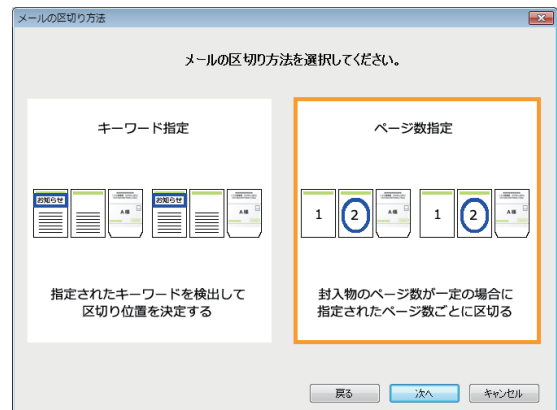 メールの区切り方法
メールの区切り方法を選択してください。
キーワード指定
お知らせ
A 様
お知らせ
A 様
指定されたキーワードを検出して
区切り位置を決定する
ページ数指定
1
2
A 様
1
2
A 様
封入物のページ数が一定の場合に
指定されたページ数ごとに区切る
戻る
次へ
キャンセル